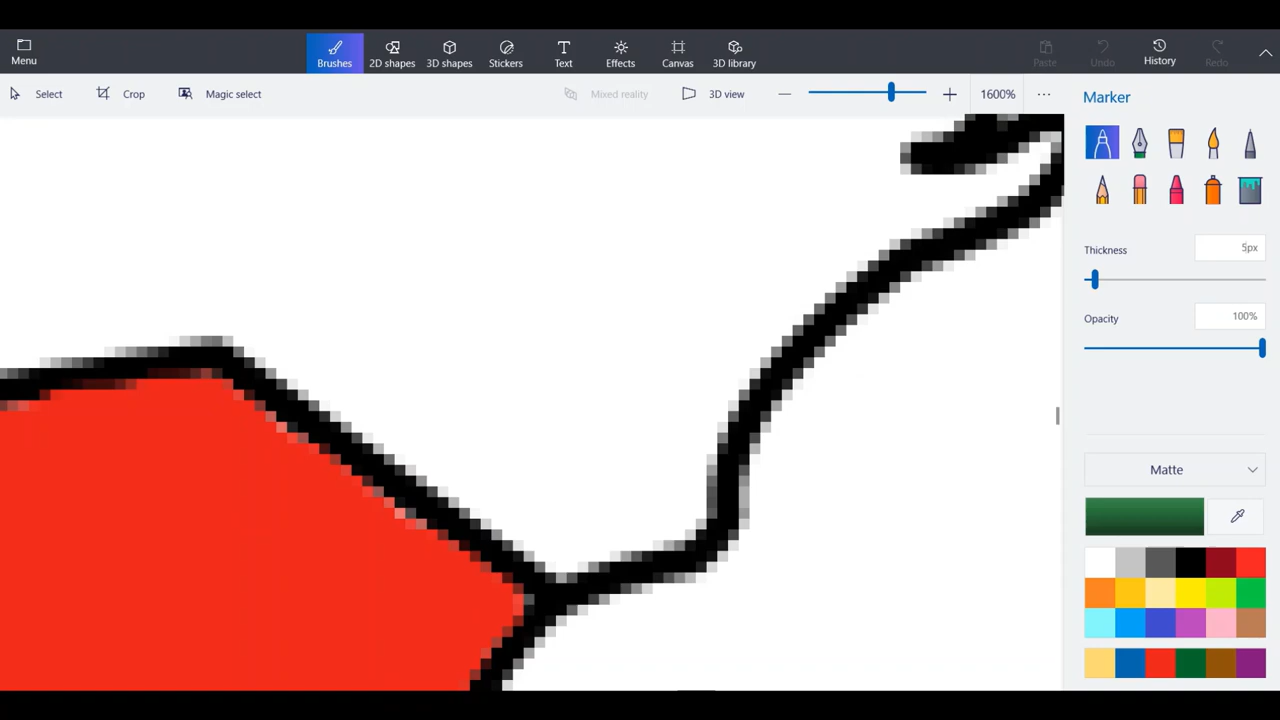 Menu
Brushes
2D shapes
3D shapes
Stickers
Text
Effects
Canvas
3D library
Paste
Undo
History
Redo
Select
Crop
Magic select
Mixed reality
3D view
1600%
Marker
Thickness
5px
Opacity
100%
Matte